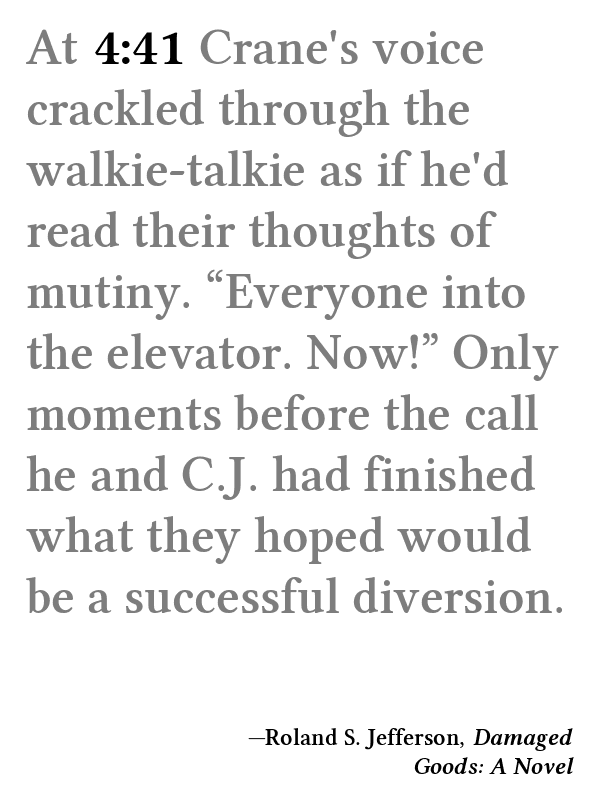 At 4:41 Crane's voice
crackled through the
walkie-talkie as if he'd
read their thoughts of
mutiny. “Everyone into
the elevator. Now!” Only
moments before the call
he and C.J. had finished
what they hoped would
be a successful diversion.
—Roland S. Jefferson, Damaged
Goods: A Novel